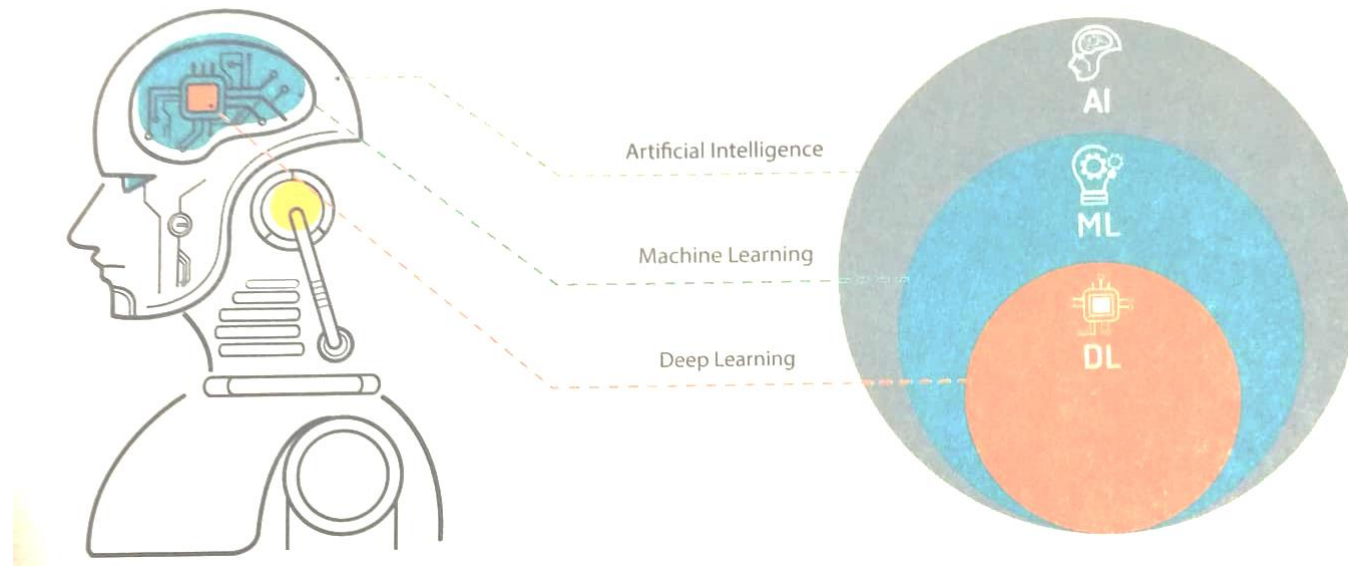 Artificial Intelligence
Machine Learning
Deep Learning
AI
ML
DL